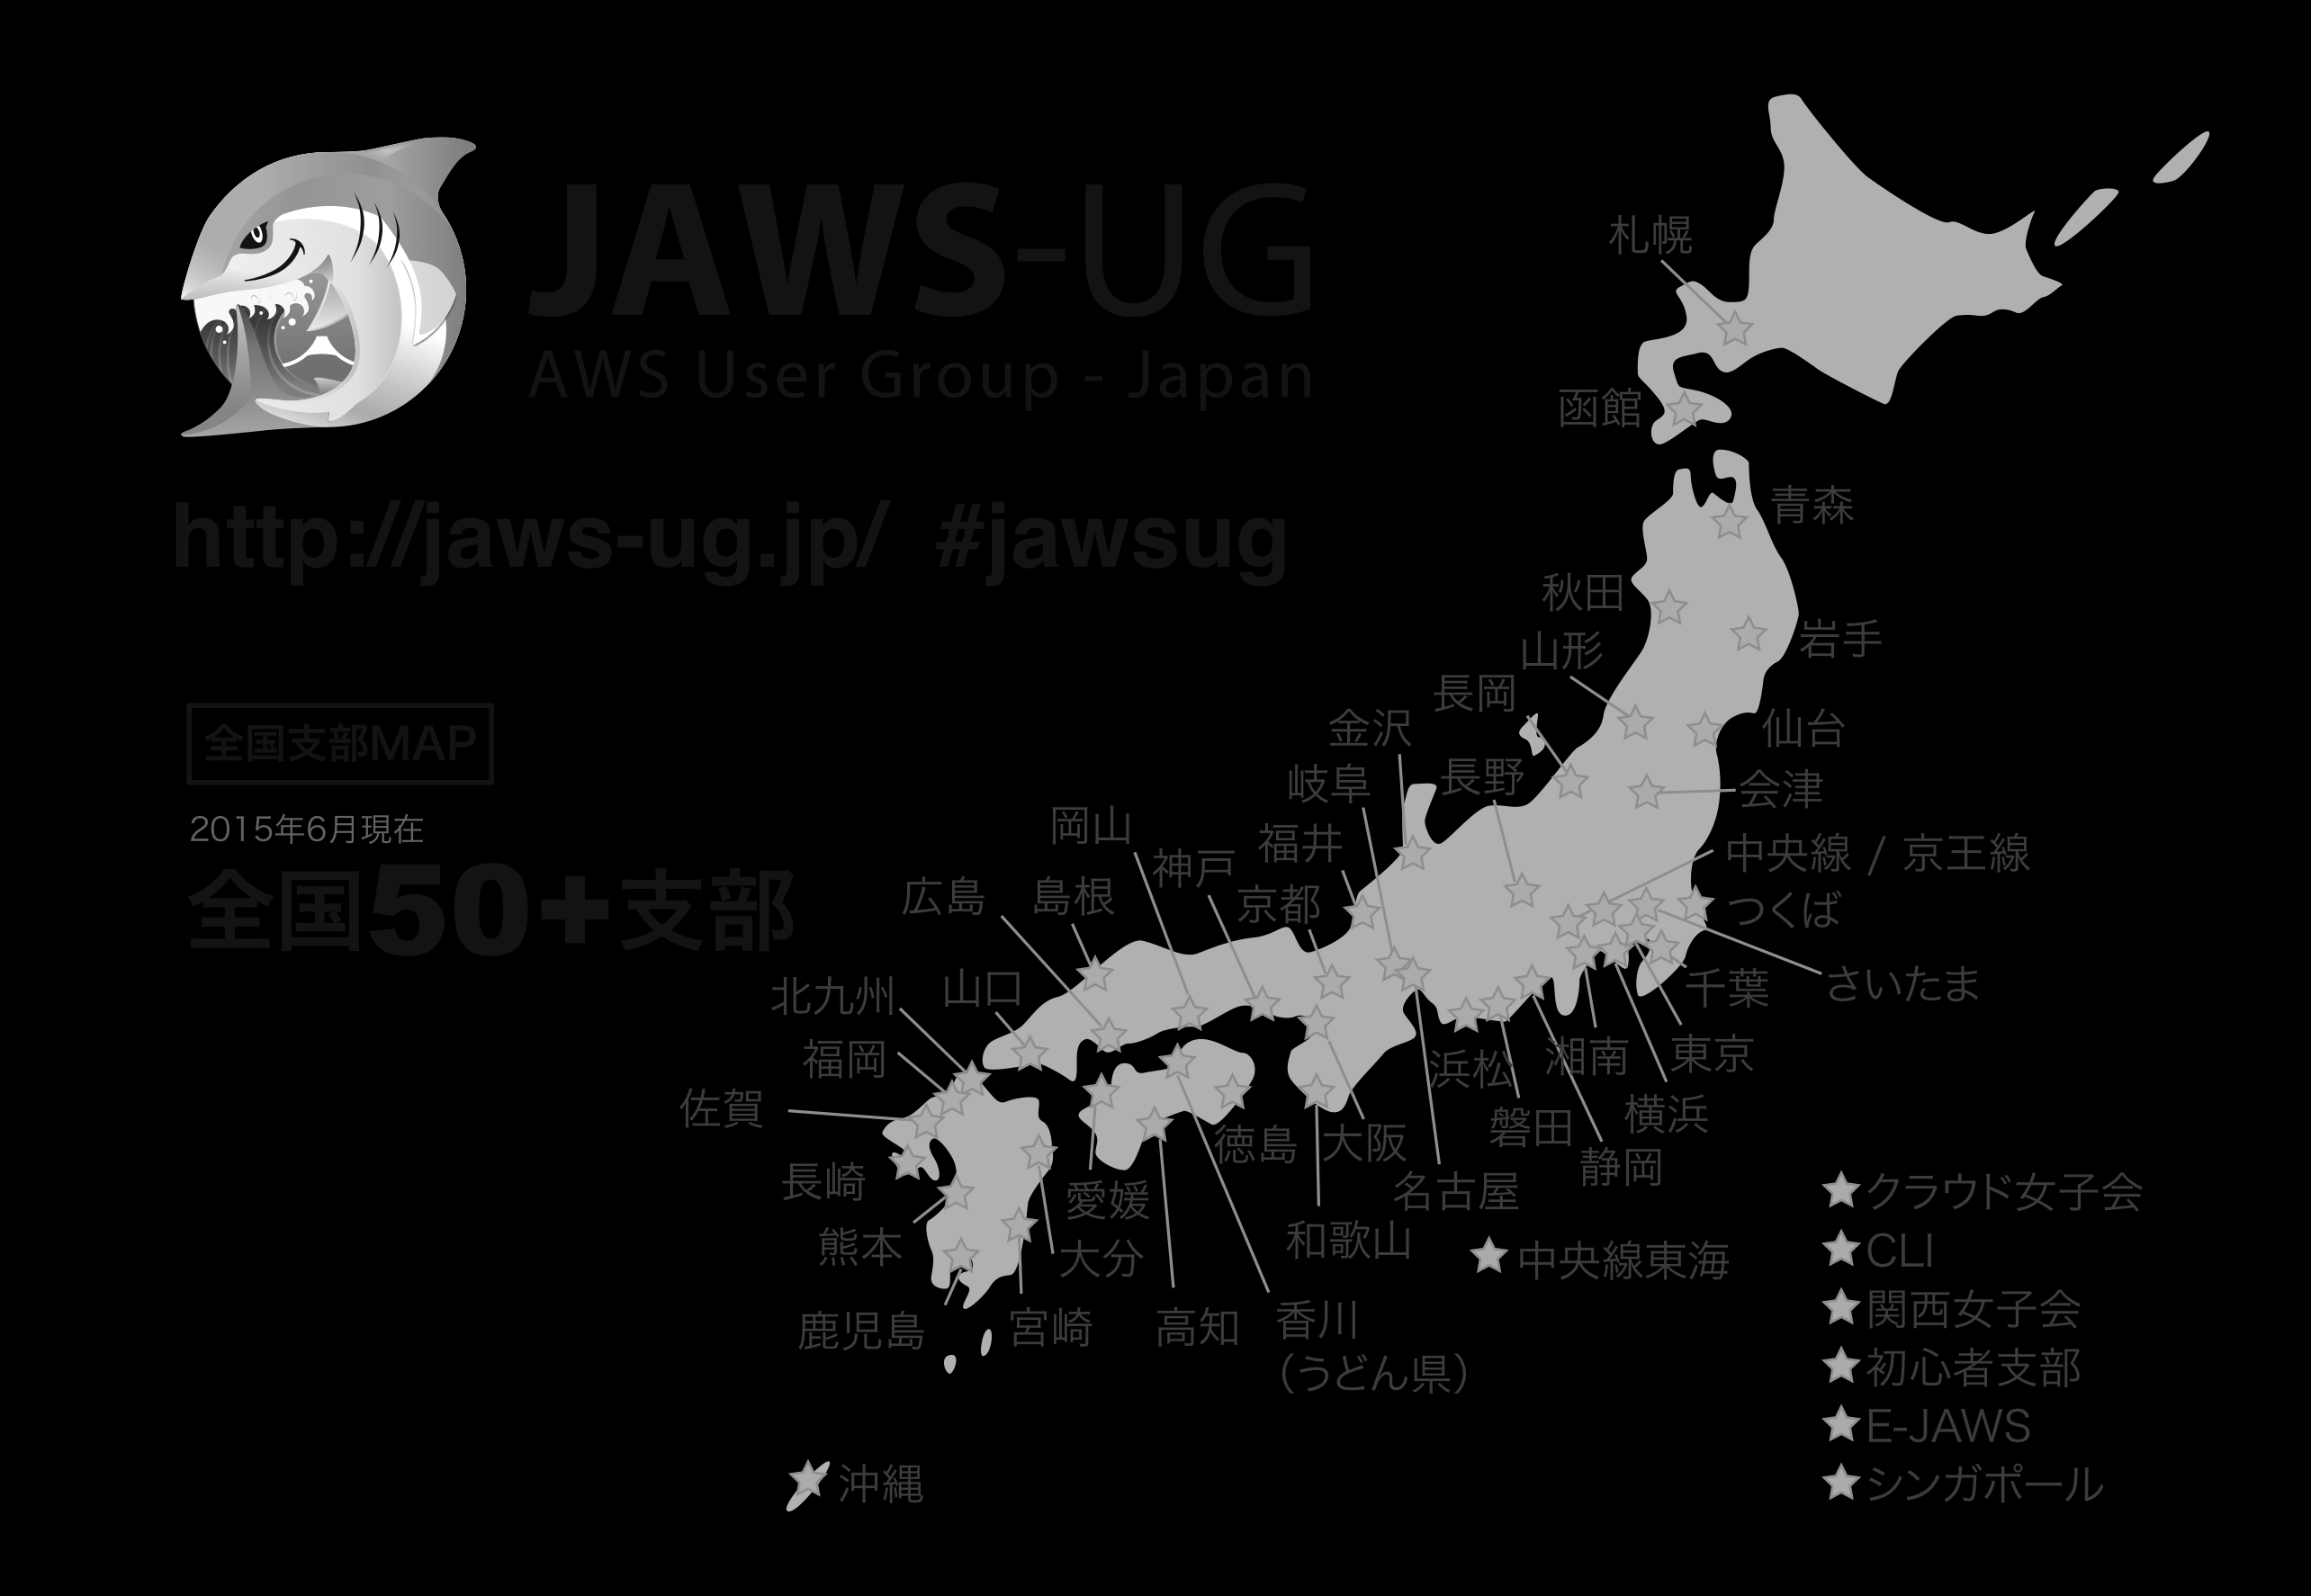 JAWS-UG
AWS User Group - Japan
http://jaws-ug.jp/ #jawsug
全国支部MAP
2015年6月現在
全国50+支部
札幌
函館
青森
秋田
岩手
山形
長岡
仙台
金沢
長野
会津
岐阜
岡山
福井
中央線 / 京王線
神戸
広島
島根
京都
つくば
北九州
山口
千葉
さいたま
福岡
浜松
湘南
東京
佐賀
磐田
横浜
徳島
大阪
静岡
長崎
愛媛
名古屋
熊本
大分
和歌山
中央線東海
鹿児島
宮崎
高知
香川
（うどん県）
沖縄
クラウド女子会
CLI
関西女子会
初心者支部
E-JAWS
シンガポール